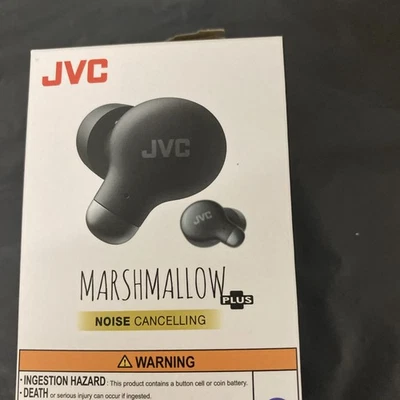 JVC
JVC
JVC
MARSHMALLOW
PLUS
NOISE CANCELLING
WARNING
· INGESTION HAZARD : This product contains a button cell or coin battery.
· DEATH or serious injury can occur if ingested.